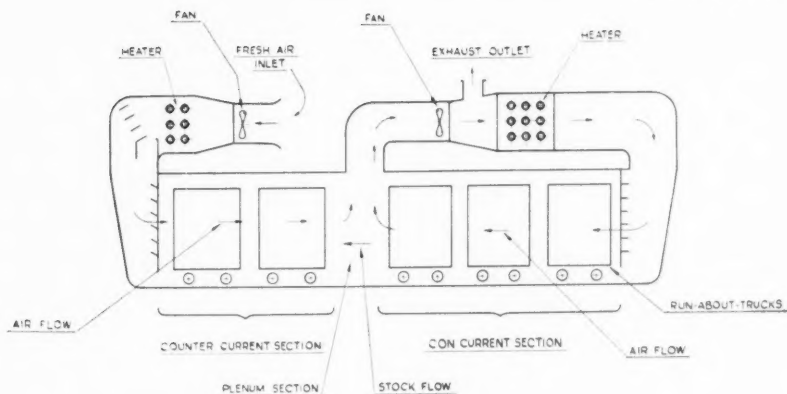 FAN
FAN
HEATER
FRESH AIR
INLET
EXHAUST OUTLET
HEATER
RUN-ABOUT-TRUCKS
AIR FLOW
COUNTER CURRENT SECTION
CON CURRENT SECTION
AIR FLOW
PLENUM SECTION
STOCK FLOW